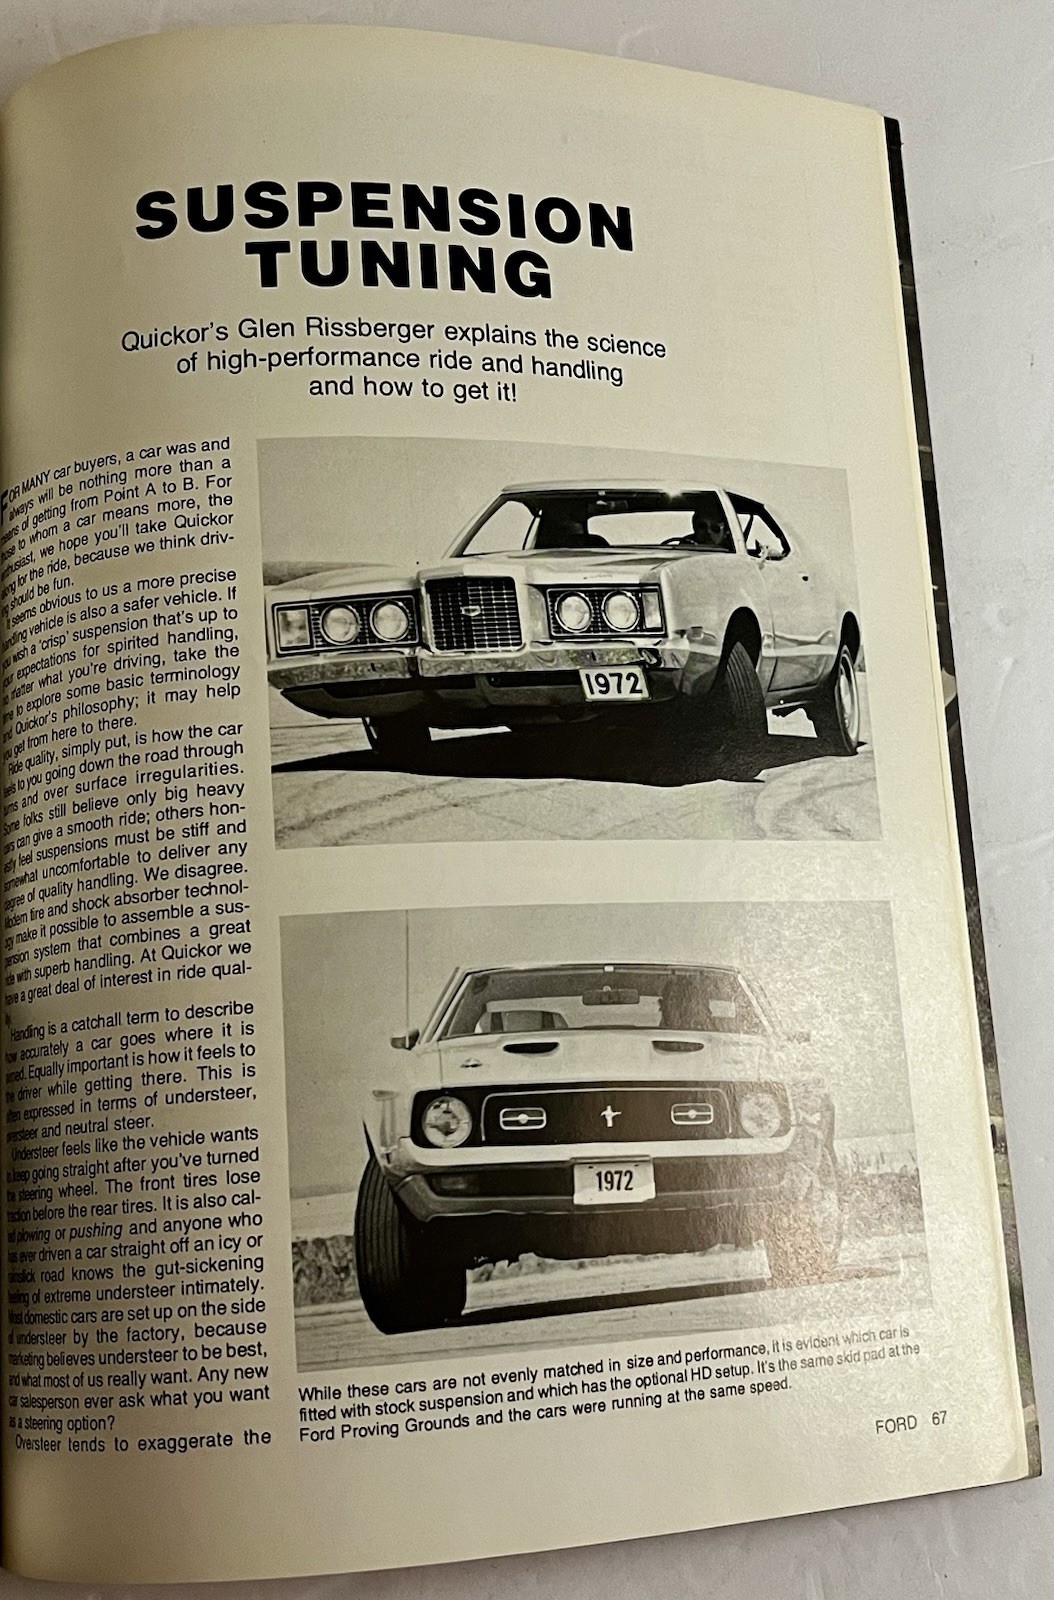 SUSPENSION
TUNING
Quickor's Glen Rissberger explains the science
of high-performance ride and handling
and how to get it!
FOR MANY car buyers, a car was and
always will be nothing more than a
means of getting from Point A to B. For
those to whom a car means more, the
enthusiast, we hope you'll take Quickor
along for the ride, because we think driv-
ing should be fun.
It seems obvious to us a more precise
handling vehicle is also a safer vehicle. If
you wish a 'crisp' suspension that's up to
your expectations for spirited handling,
no matter what you're driving, take the
time to explore some basic terminology
and Quickor's philosophy; it may help
you get from here to there.
Ride quality, simply put, is how the car
feels to you going down the road through
turns and over surface irregularities.
Some folks still believe only big heavy
cars can give a smooth ride; others hon-
estly feel suspensions must be stiff and
somewhat uncomfortable to deliver any
degree of quality handling. We disagree.
Modern tire and shock absorber technol-
ogy make it possible to assemble a sus-
pension system that combines a great
ride with superb handling. At Quickor we
have a great deal of interest in ride qual-
Handling is a catchall term to describe
how accurately a car goes where it is
aimed. Equally important is how it feels to
the driver while getting there. This is
often expressed in terms of understeer,
oversteer and neutral steer.
Understeer feels like the vehicle wants
to keep going straight after you've turned
the steering wheel. The front tires lose
traction before the rear tires. It is also cal-
led plowing or pushing and anyone who
has ever driven a car straight off an icy or
rainslick road knows the gut-sickening
feeling of extreme understeer intimately.
Most domestic cars are set up on the side
of understeer by the factory, because
marketing believes understeer to be best,
and what most of us really want. Any new
car salesperson ever ask what you want
as a steering option?
Oversteer tends to exaggerate the
1972
1972
While these cars are not evenly matched in size and performance, it is evident which car is
fitted with stock suspension and which has the optional HD setup. It's the same skid pad at the
Ford Proving Grounds and the cars were running at the same speed.
FORD 67